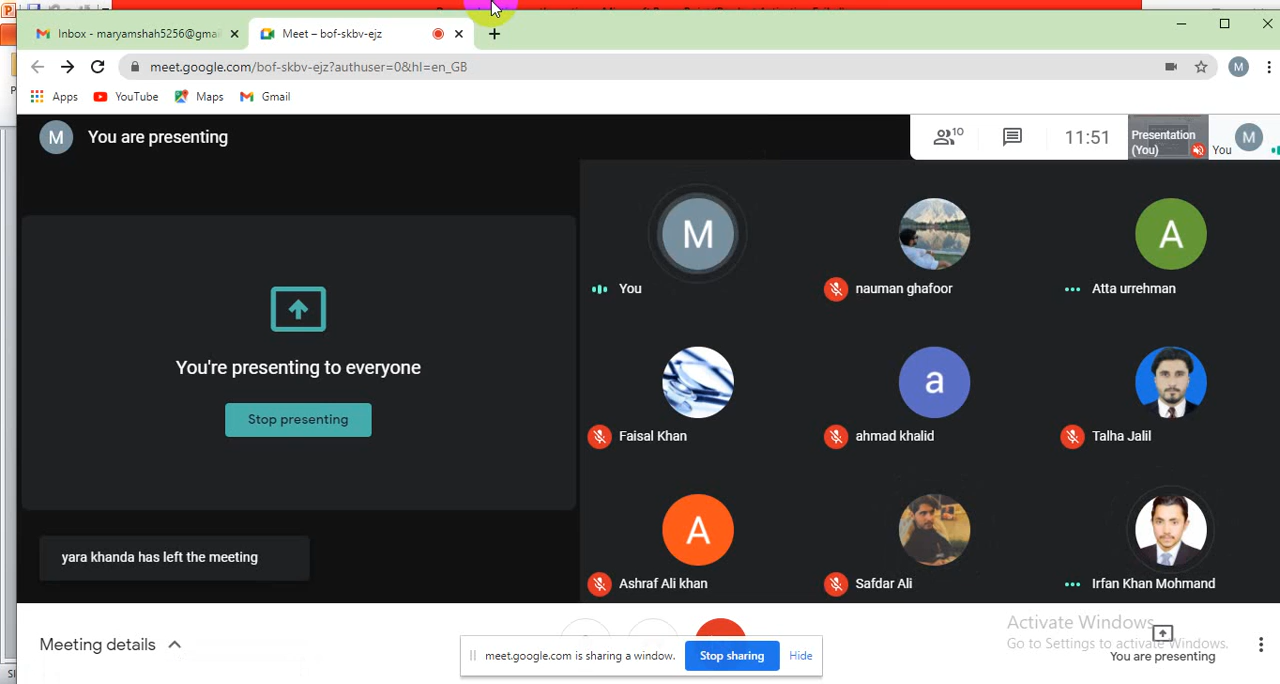 Inbox - maryamshah5256@gma
Meet – bof-skbv-ejz
meet.google.com/bof-skbv-ejz?authuser=0&hl=en_GB
M
Apps
YouTube
Maps
Gmail
M
You are presenting
10
11:51
Presentation
(You)
You
M
M
A
You
nauman ghafoor
Atta urrehman
You're presenting to everyone
Stop presenting
a
Faisal Khan
ahmad khalid
Talha Jalil
A
yara khanda has left the meeting
Ashraf Ali khan
Safdar Ali
Irfan Khan Mohmand
Meeting details
meet.google.com is sharing a window.
Stop sharing
Hide
Activate Windows
Go to Settings to activate Windows.
You are presenting